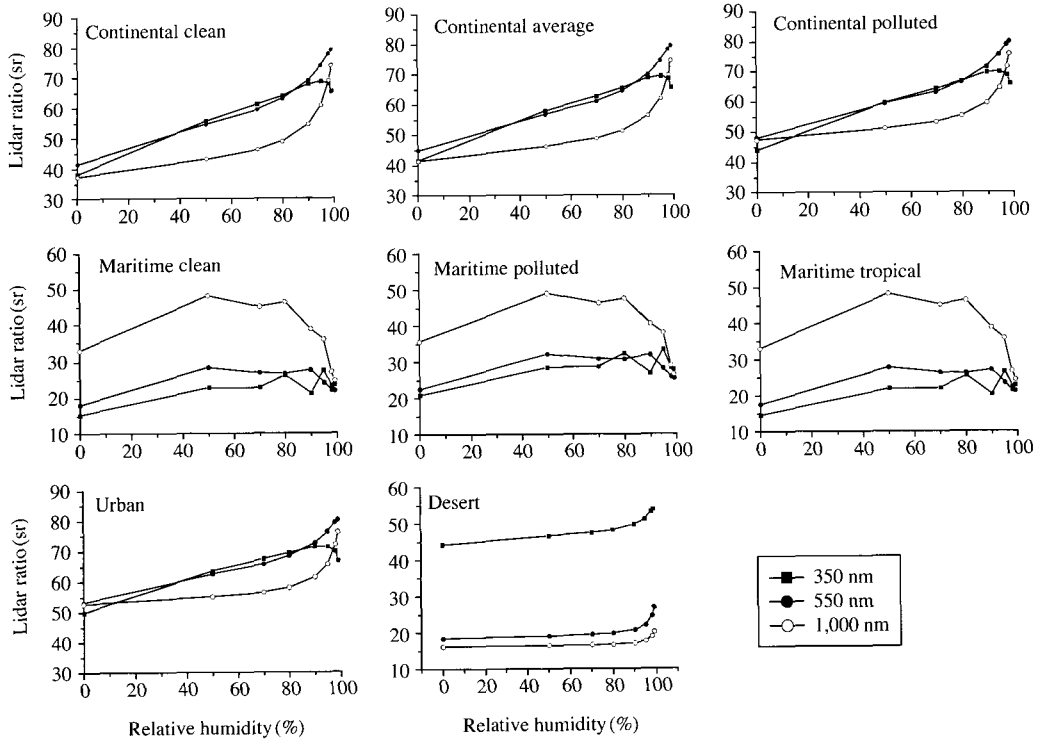 Continental clean
Continental average
Continental polluted
Lidar ratio (sr)
90
80
70
60
50
40
30
0 20 40 60 80 100
90
80
70
60
50
40
30
0 20 40 60 80 100
90
80
70
60
50
40
30
0 20 40 60 80 100
Maritime clean
Maritime polluted
Maritime tropical
Lidar ratio (sr)
60
50
40
30
20
10
0 20 40 60 80 100
60
50
40
30
20
10
0 20 40 60 80 100
60
50
40
30
20
10
0 20 40 60 80 100
Urban
Desert
Lidar ratio (sr)
90
80
70
60
50
40
30
0 20 40 60 80 100
60
50
40
30
20
10
0 20 40 60 80 100
350 nm
550 nm
1,000 nm
Relative humidity (%)
Relative humidity (%)